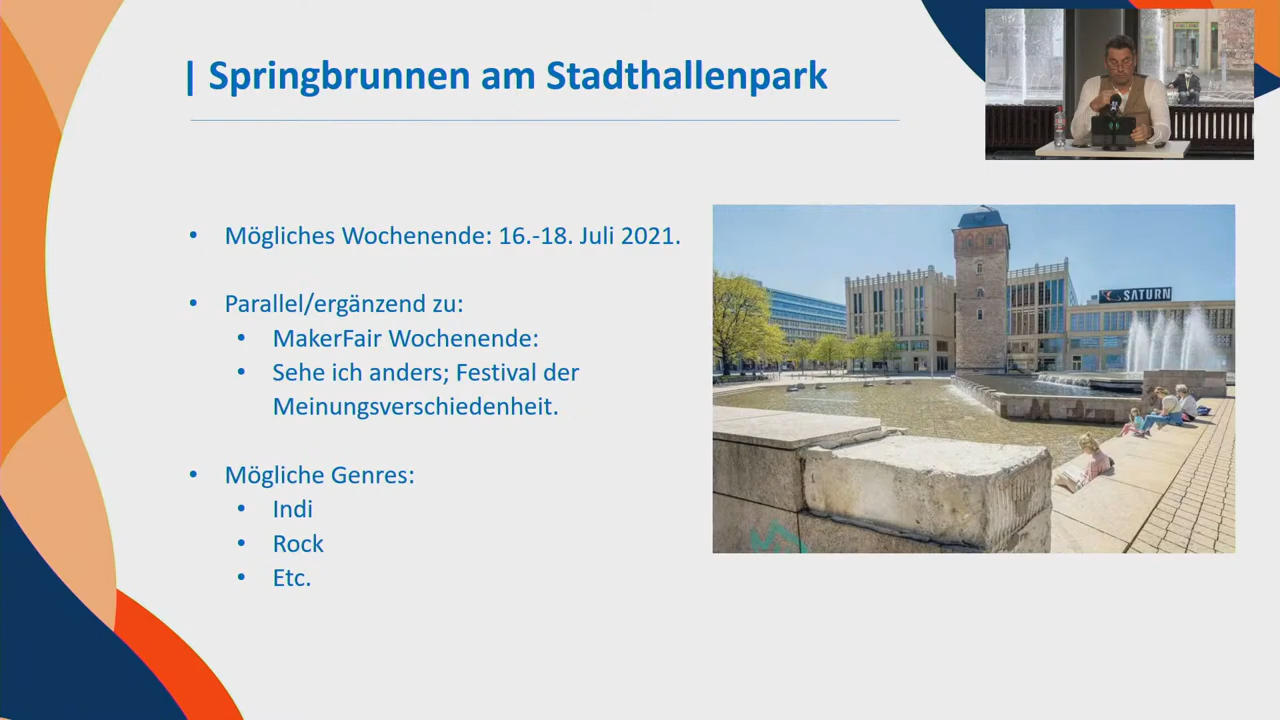 | Springbrunnen am Stadthallenpark
• Mögliches Wochenende: 16.-18. Juli 2021.
• Parallel/ergänzend zu:
• MakerFair Wochenende:
• Sehe ich anders; Festival der
Meinungsverschiedenheit.
• Mögliche Genres:
• Indi
• Rock
• Etc.
SATURN